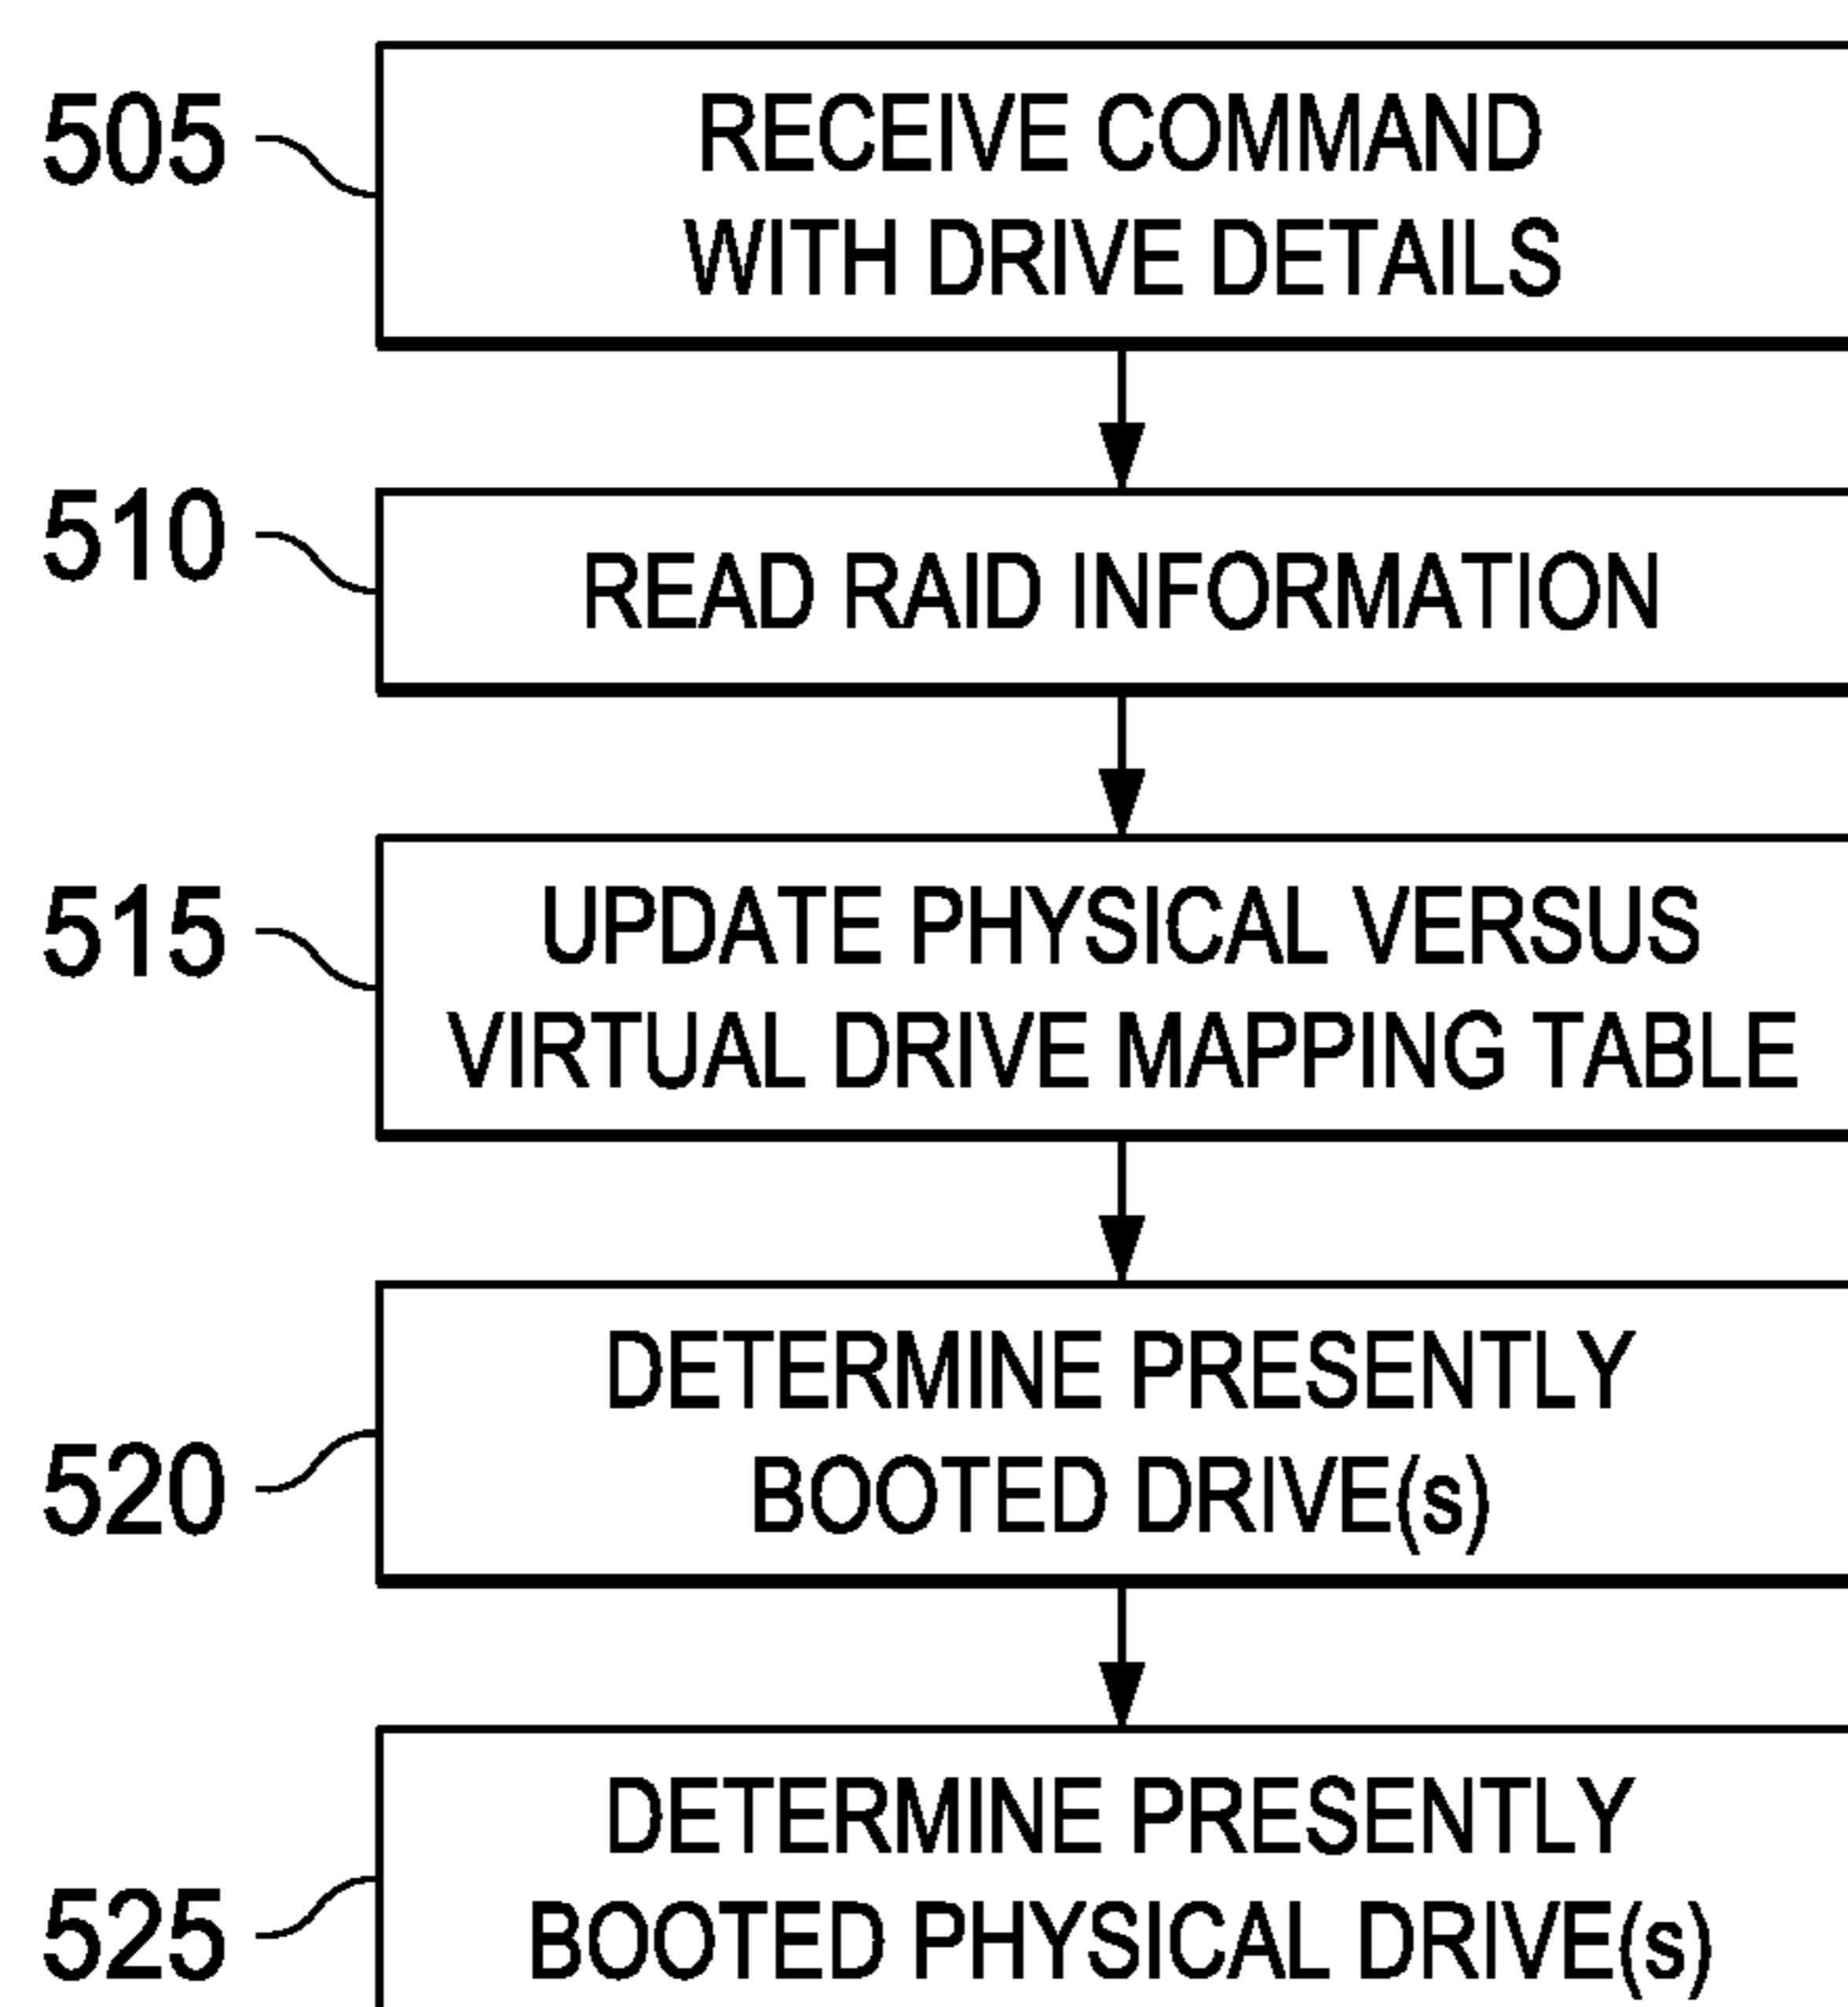 505
RECEIVE COMMAND
WITH DRIVE DETAILS
510
READ RAID INFORMATION
515
UPDATE PHYSICAL VERSUS
VIRTUAL DRIVE MAPPING TABLE
520
DETERMINE PRESENTLY
BOOTED DRIVE(s)
525
DETERMINE PRESENTLY
BOOTED PHYSICAL DRIVE(s)